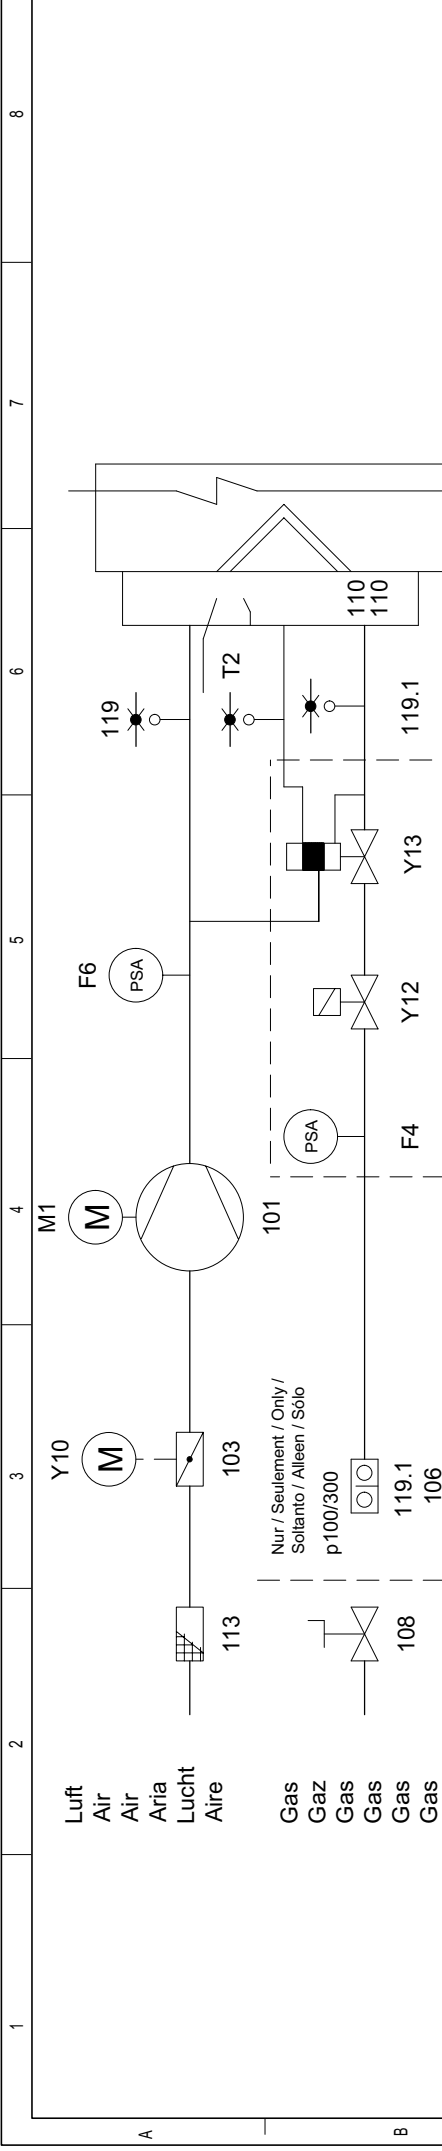 1
2
3
4
5
6
7
8
A
B
Luft
Air
Air
Aria
Lucht
Aire
113
Y10
M
103
M1
M
101
F6
PSA
119
T2
Gas
Gaz
Gas
Gas
Gas
Gas
108
Nur / Seulement / Only /
Soltanto / Alleen / Sólo
p100/300
119.1
106
PSA
F4
Y12
Y13
119.1
110
110